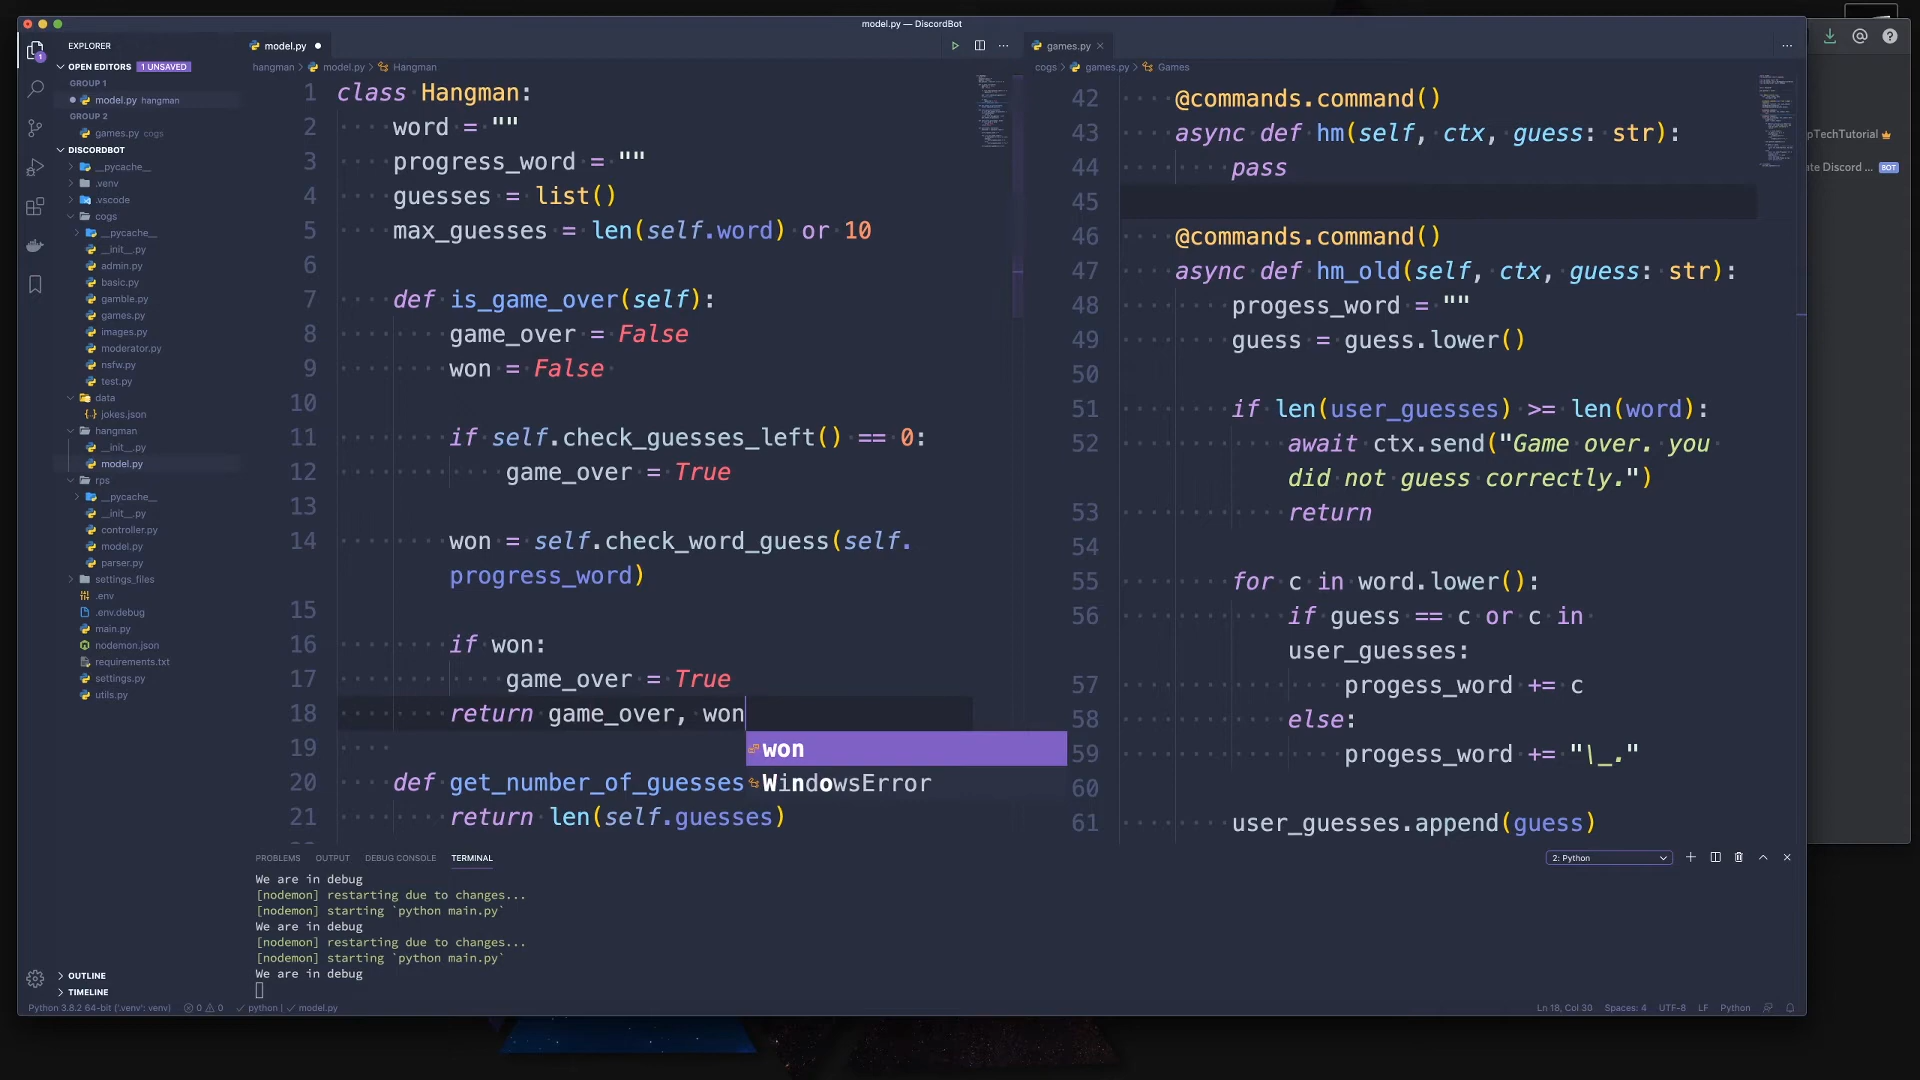 model.py — DiscordBot
EXPLORER
OPEN EDITORS 1 UNSAVED
GROUP 1
model.py hangman
GROUP 2
games.py cogs
DISCORDBOT
__pycache__
.venv
.vscode
cogs
__pycache__
__init__.py
admin.py
basic.py
gamble.py
games.py
images.py
moderator.py
nsfw.py
test.py
data
jokes.json
hangman
__init__.py
model.py
rps
__pycache__
__init__.py
controller.py
model.py
parser.py
settings_files
.env
.env.debug
main.py
nodemon.json
requirements.txt
settings.py
utils.py
OUTLINE
TIMELINE
model.py
hangman > model.py > Hangman
1 class Hangman:
2 word = ""
3 progress_word = ""
4 guesses = list()
5 max_guesses = len(self.word) or 10
6
7 def is_game_over(self):
8 game_over = False
9 won = False
10
11 if self.check_guesses_left() == 0:
12 game_over = True
13
14 won = self.check_word_guess(self.
progress_word)
15
16 if won:
17 game_over = True
18 return game_over, won
19
20 def get_number_of_guesses
21 return len(self.guesses)
won
WindowsError
games.py
cogs > games.py > Games
42 @commands.command()
43 async def hm(self, ctx, guess: str):
44 pass
45
46 @commands.command()
47 async def hm_old(self, ctx, guess: str):
48 progess_word = ""
49 guess = guess.lower()
50
51 if len(user_guesses) >= len(word):
52 await ctx.send("Game over. you
did not guess correctly.")
53 return
54
55 for c in word.lower():
56 if guess == c or c in
user_guesses:
57 progess_word += c
58 else:
59 progess_word += "\_."
60
61 user_guesses.append(guess)
pTechTutorial
te Discord ... BOT
PROBLEMS OUTPUT DEBUG CONSOLE TERMINAL
2: Python
We are in debug
[nodemon] restarting due to changes...
[nodemon] starting `python main.py`
We are in debug
[nodemon] restarting due to changes...
[nodemon] starting `python main.py`
We are in debug
Python 3.8.2 64-bit ('.venv': venv) 0 0 python | model.py
Ln 18, Col 30 Spaces: 4 UTF-8 LF Python